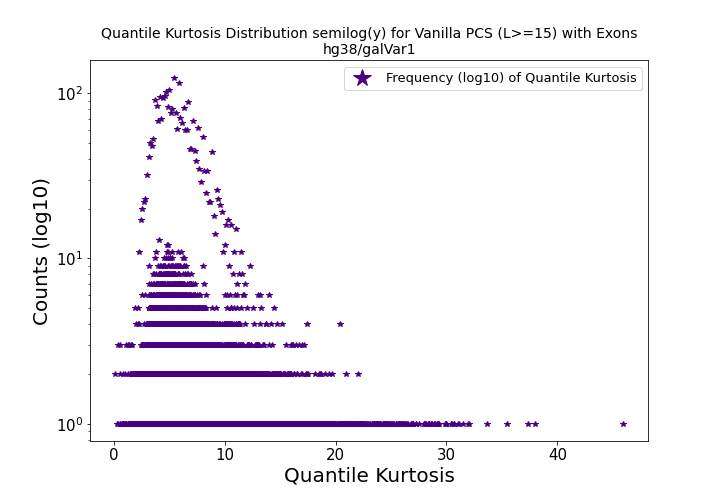 Quantile Kurtosis Distribution semilog(y) for Vanilla PCS (L>=15) with Exons
hg38/galVar1
Frequency (log10) of Quantile Kurtosis
Counts (log10)
10²
10¹
10⁰
0 10 20 30 40
Quantile Kurtosis